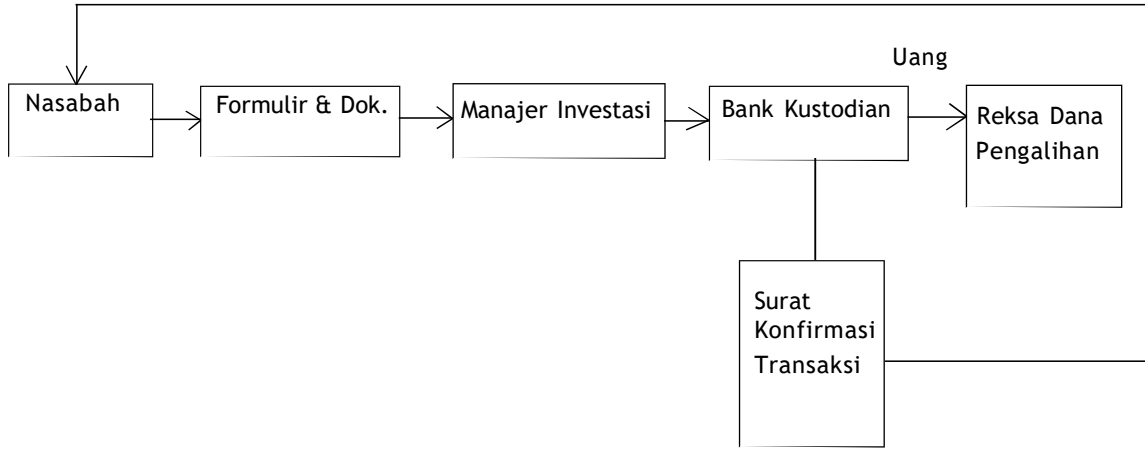 Uang
Nasabah
Formulir & Dok.
Manajer Investasi
Bank Kustodian
Reksa Dana
Pengalihan
Surat
Konfirmasi
Transaksi